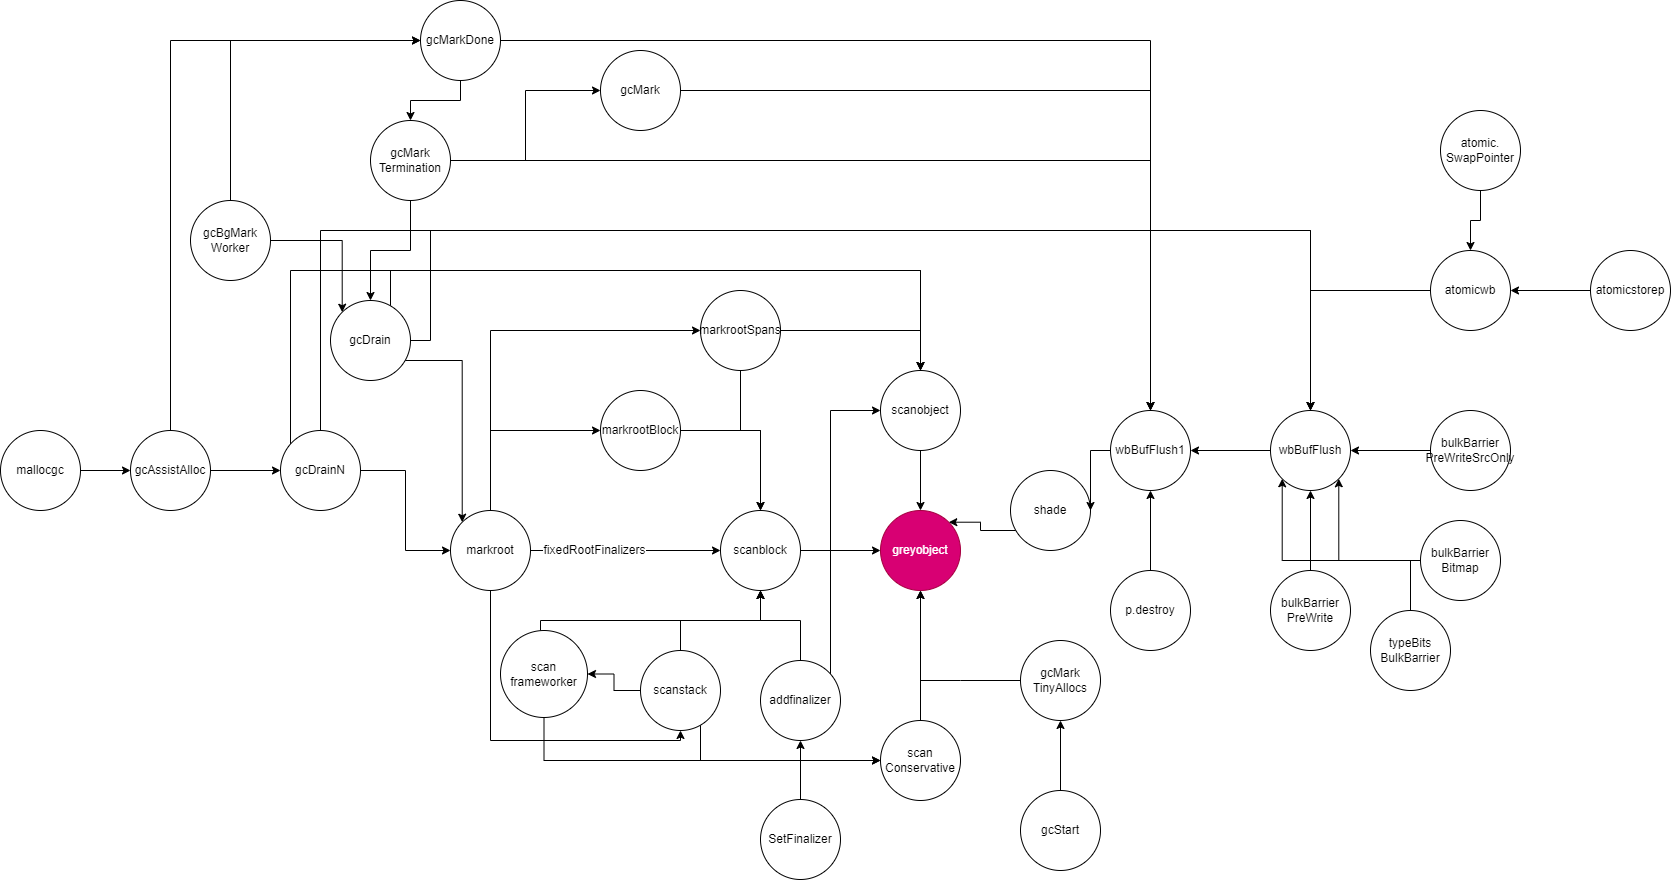 gcMarkDone
gcMark
gcMark
Termination
atomic.
SwapPointer
gcBgMark
Worker
atomicwb
atomicstorep
gcDrain
markrootSpans
scanobject
markrootBlock
mallocgc
gcAssistAlloc
gcDrainN
wbBufFlush1
wbBufFlush
bulkBarrier
PreWriteSrcOnly
shade
markroot
fixedRootFinalizers
scanblock
greyobject
bulkBarrier
Bitmap
p.destroy
bulkBarrier
PreWrite
typeBits
BulkBarrier
scan
frameworker
scanstack
addfinalizer
gcMark
TinyAllocs
scan
Conservative
SetFinalizer
gcStart